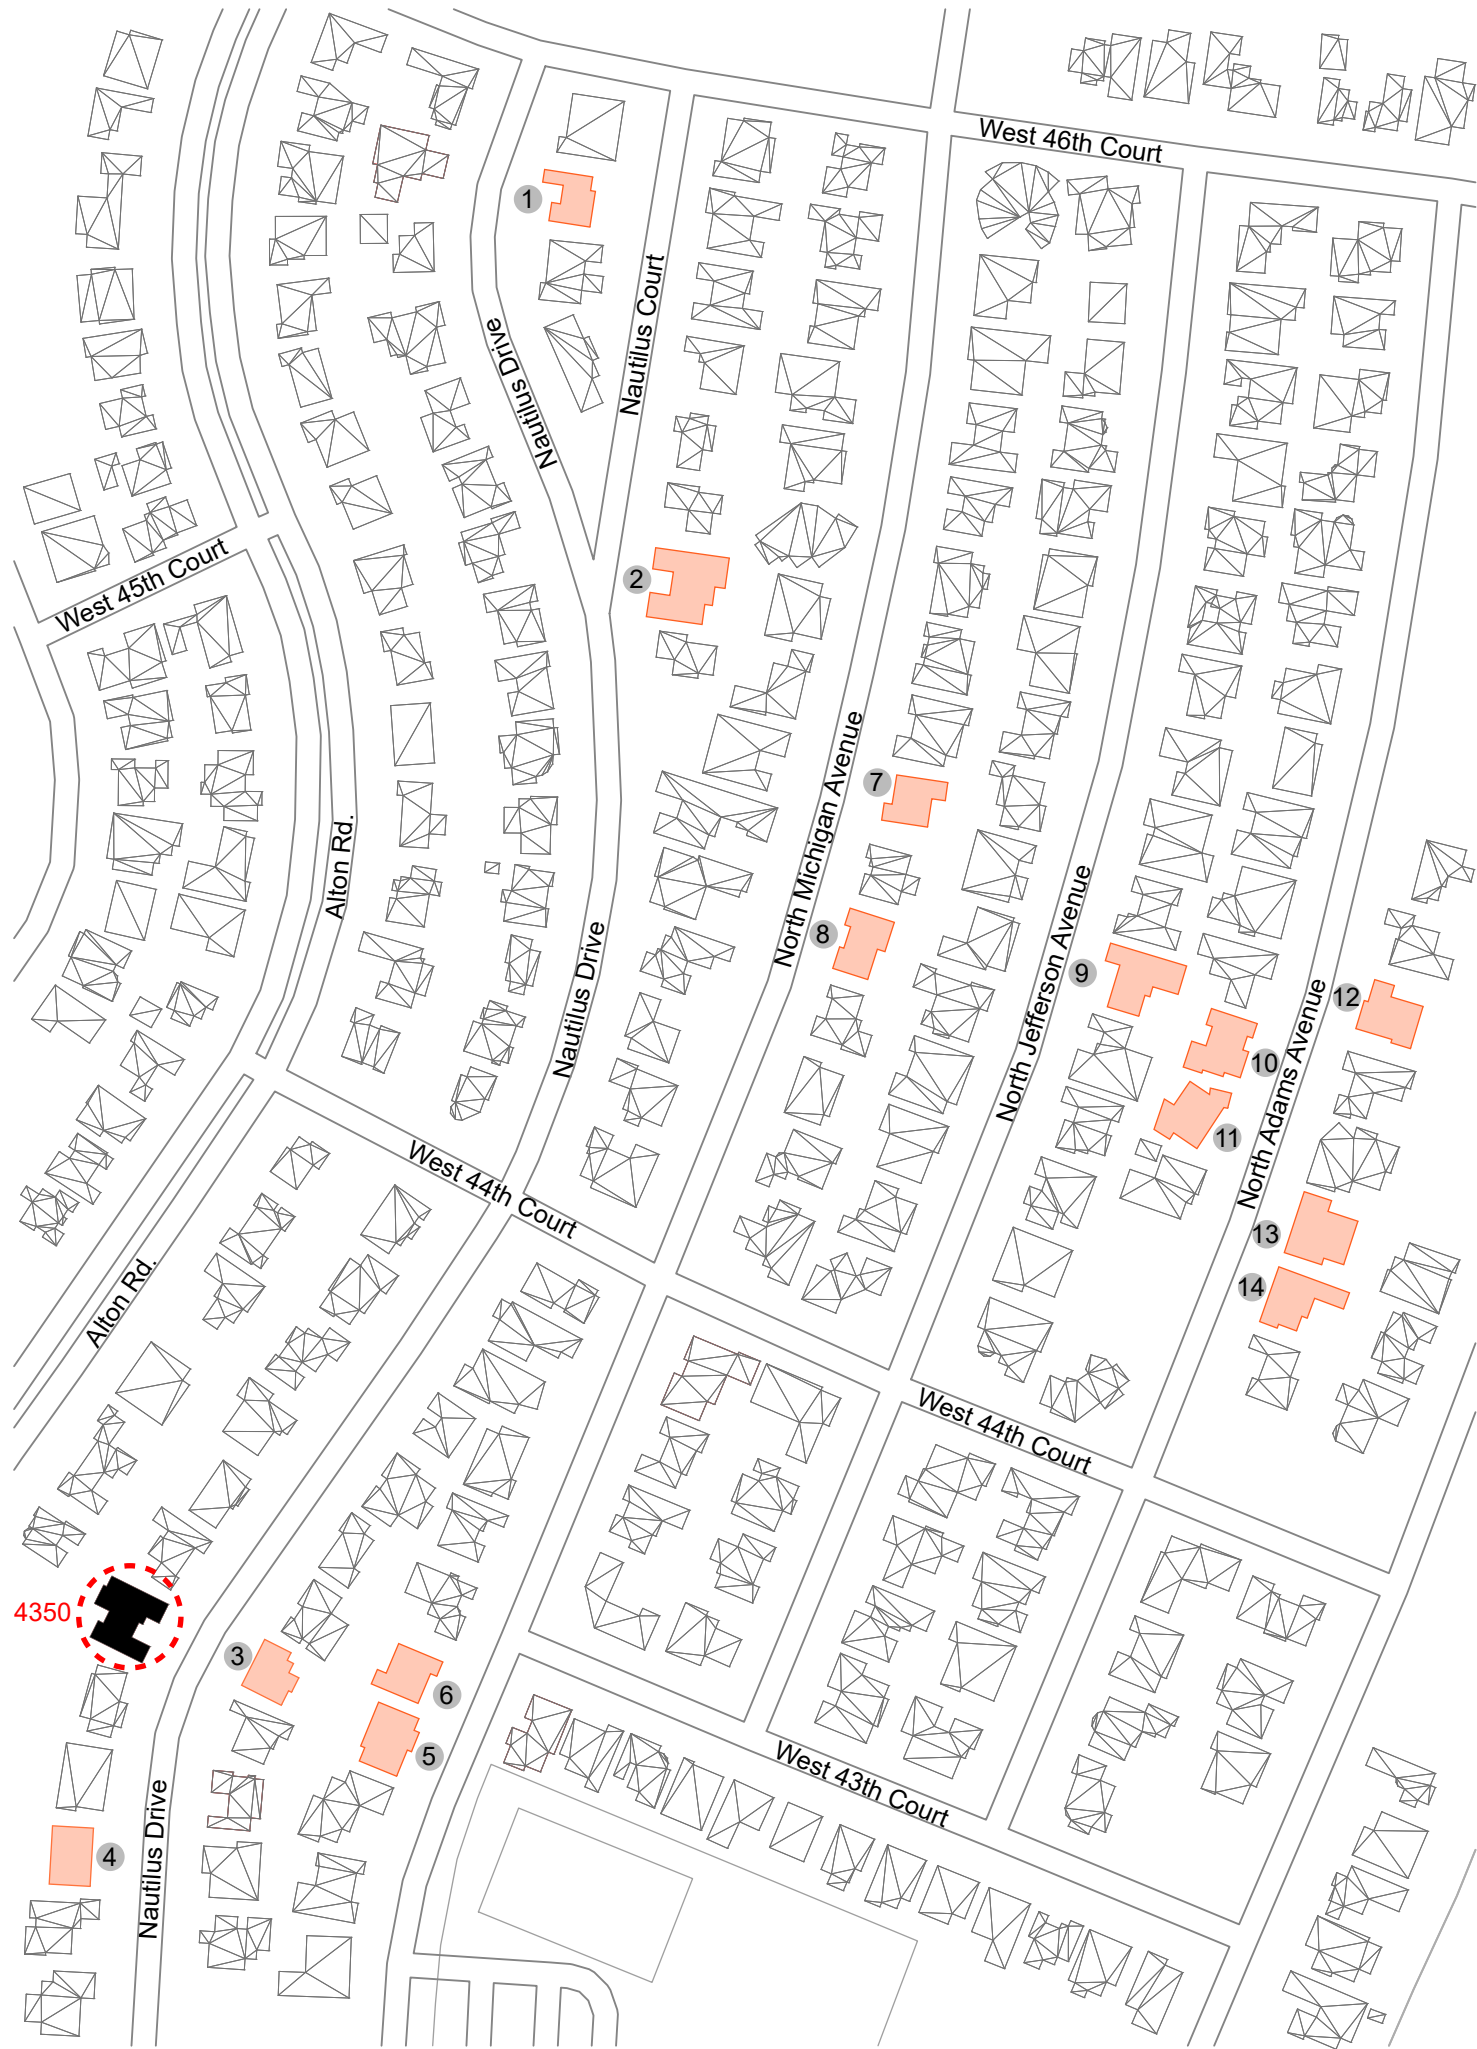 West 46th Court
1
Nautilus Court
Nautilus Drive
West 45th Court
2
North Michigan Avenue
7
Alton Rd.
8
North Jefferson Avenue
9
Nautilus Drive
12
North Adams Avenue
10
11
West 44th Court
13
14
Alton Rd.
West 44th Court
4350
3
6
5
West 43th Court
Nautilus Drive
4